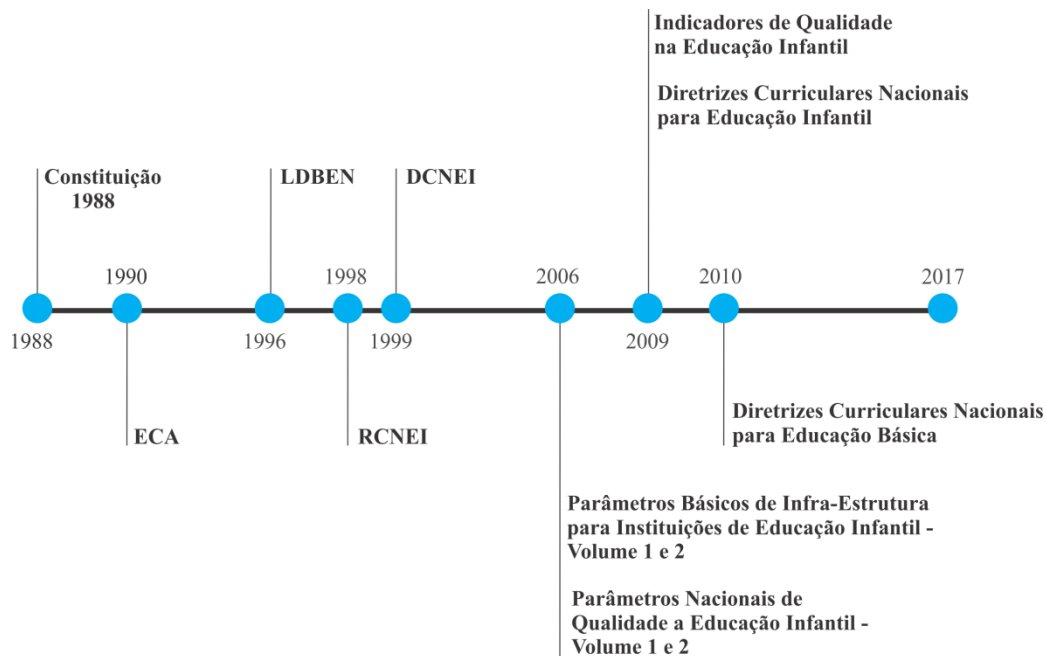 Indicadores de Qualidade
na Educação Infantil
Diretrizes Curriculares Nacionais
para Educação Infantil
Constituição
1988
LDBEN
DCNEI
1990
1998
2006
2010
2017
1988
1996
1999
2009
ECA
RCNEI
Diretrizes Curriculares Nacionais
para Educação Básica
Parâmetros Básicos de Infra-Estrutura
para Instituições de Educação Infantil -
Volume 1 e 2
Parâmetros Nacionais de
Qualidade a Educação Infantil -
Volume 1 e 2